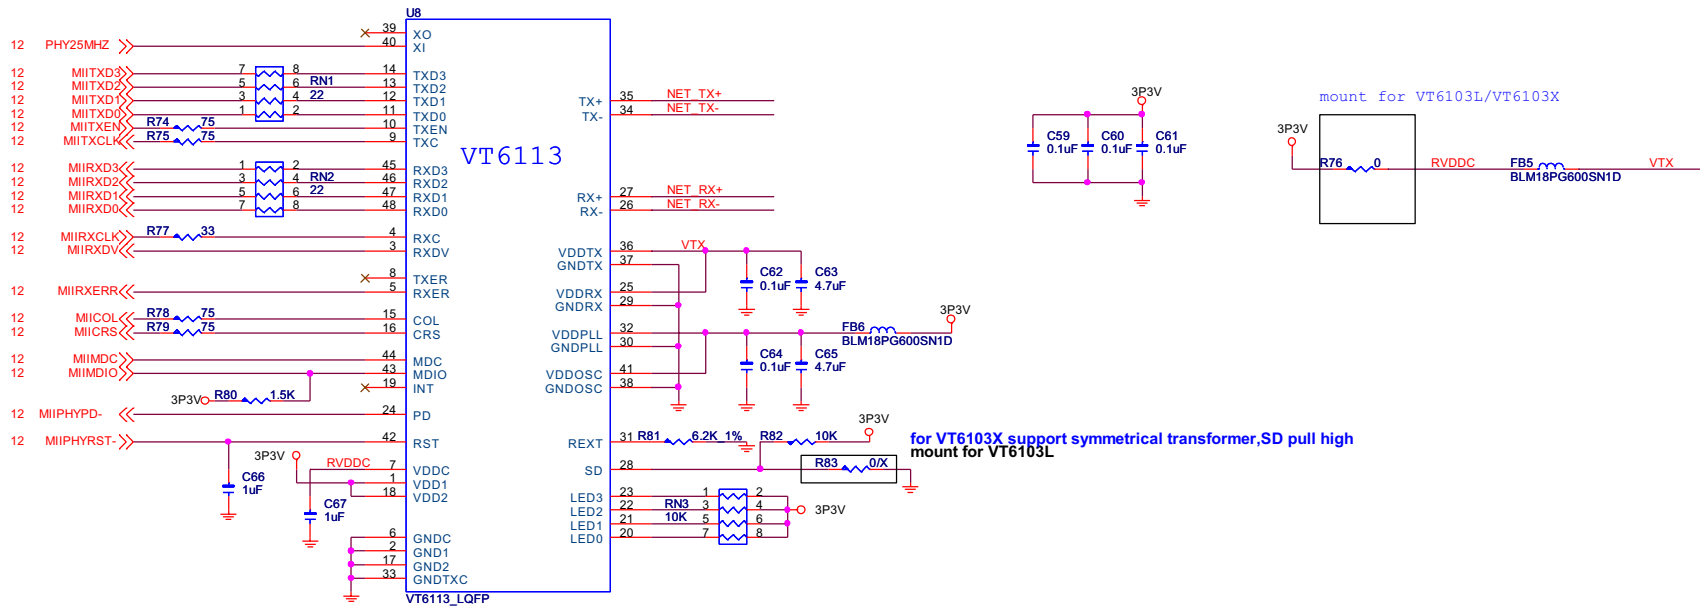 U8
VT6113
VT6113_LQFP
12 PHY25MHZ
12 MIITXD3
12 MIITXD2
12 MIITXD1
12 MIITXD0
12 MIITXEN
12 MIITXCLK
12 MIIRXD3
12 MIIRXD2
12 MIIRXD1
12 MIIRXD0
12 MIIRXCLK
12 MIIRXDV
12 MIIRXERR
12 MIICOL
12 MIICRS
12 MIIMDC
12 MIIMDIO
12 MIIPHYPD-
12 MIIPHYRST-
7 8
5 6 RN1
3 4 22
1 2
R74 75
R75 75
1 2
3 4 RN2
5 6 22
7 8
R77 33
R78 75
R79 75
3P3V R80 1.5K
3P3V
RVDDC
C66
1uF
C67
1uF
39 XO
40 XI
14 TXD3
13 TXD2
12 TXD1
11 TXD0
10 TXEN
9 TXC
45 RXD3
46 RXD2
47 RXD1
48 RXD0
4 RXC
3 RXDV
8 TXER
5 RXER
15 COL
16 CRS
44 MDC
43 MDIO
19 INT
24 PD
42 RST
7 VDDC
1 VDD1
18 VDD2
6 GNDC
2 GND1
17 GND2
33 GNDTXC
TX+ 35 NET_TX+
TX- 34 NET_TX-
RX+ 27 NET_RX+
RX- 26 NET_RX-
VDDTX 36 VTX
GNDTX 37
VDDRX 25
GNDRX 29
VDDPLL 32
GNDPLL 30
VDDOSC 41
GNDOSC 38
REXT 31 R81 6.2K_1%
SD 28
LED3 23
LED2 22
LED1 21
LED0 20
C62
0.1uF
C63
4.7uF
FB6
BLM18PG600SN1D
3P3V
C64
0.1uF
C65
4.7uF
R82 10K
3P3V
R83 0/X
1 2
RN3 3 4
10K 5 6
7 8
3P3V
for VT6103X support symmetrical transformer,SD pull high
mount for VT6103L
3P3V
C59
0.1uF
C60
0.1uF
C61
0.1uF
mount for VT6103L/VT6103X
3P3V
R76 0
RVDDC
FB5
BLM18PG600SN1D
VTX